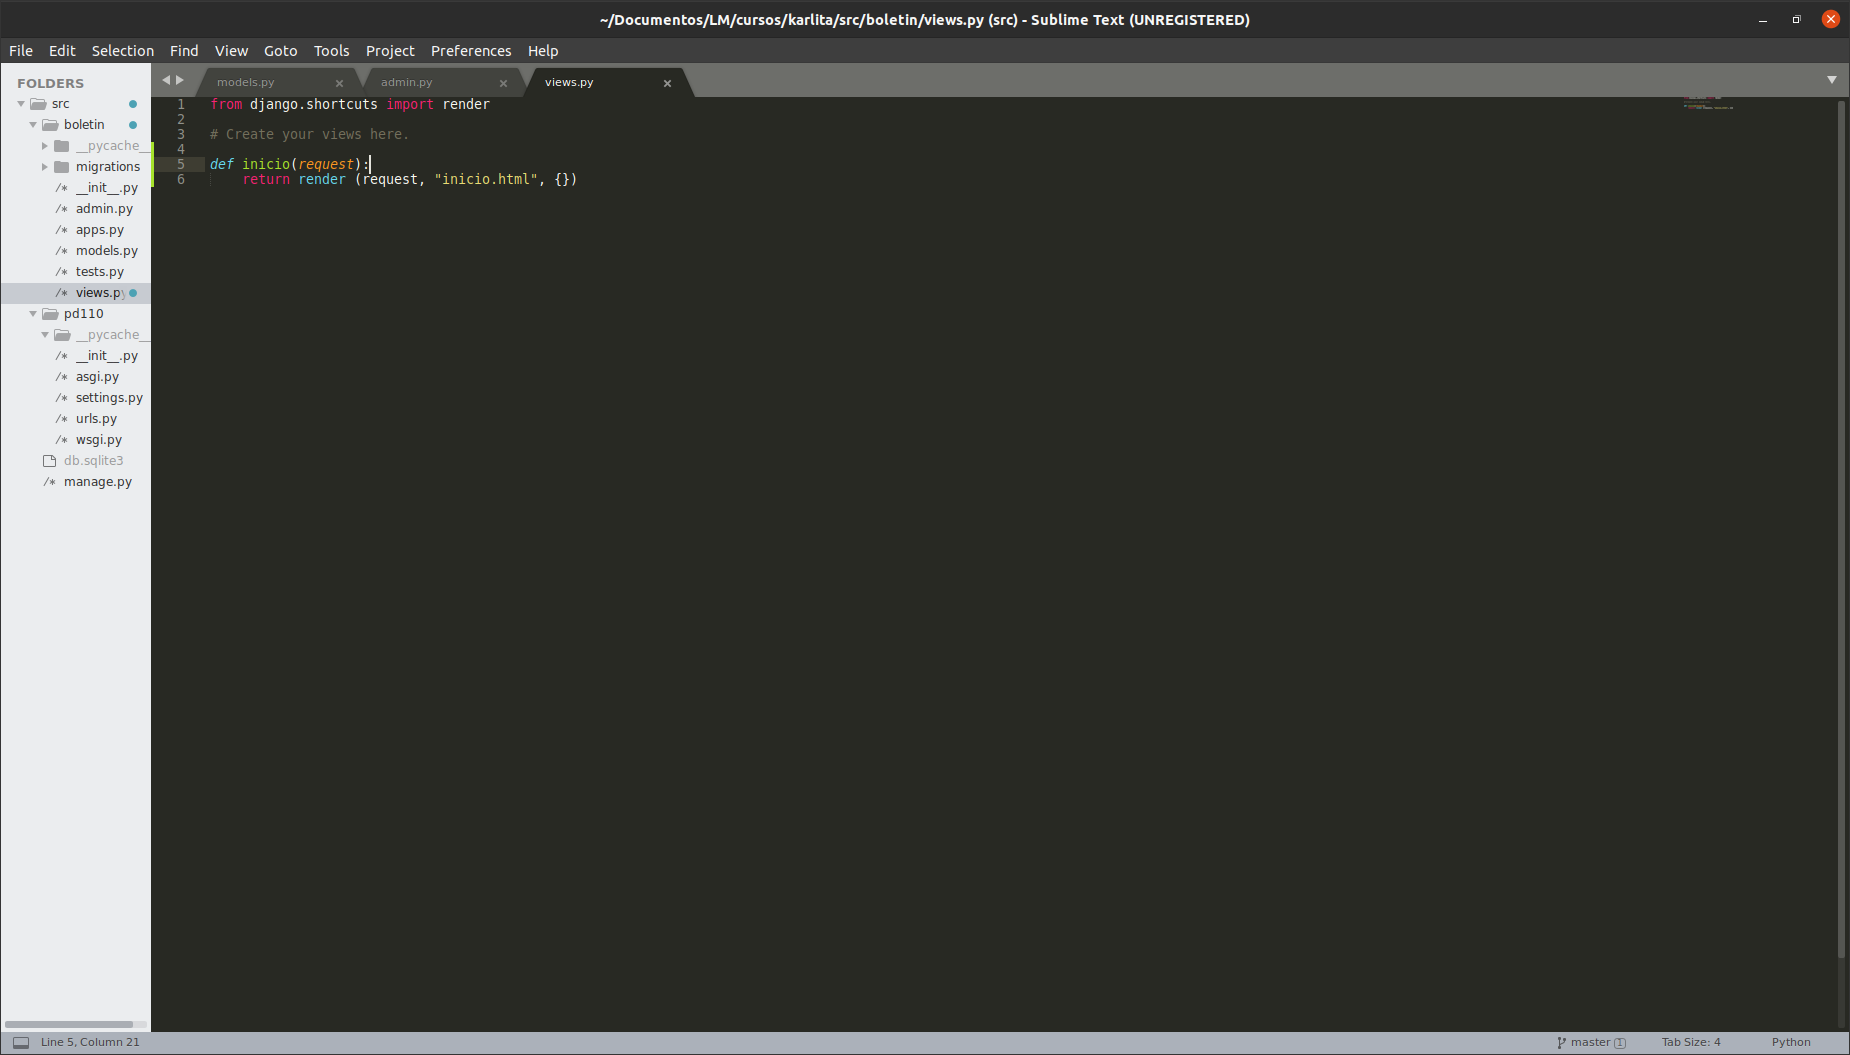 ~/Documentos/LM/cursos/karlita/src/boletin/views.py (src) - Sublime Text (UNREGISTERED)
File Edit Selection Find View Goto Tools Project Preferences Help
FOLDERS
src
boletin
__pycache__
migrations
__init__.py
admin.py
apps.py
models.py
tests.py
views.py
pd110
__pycache__
__init__.py
asgi.py
settings.py
urls.py
wsgi.py
db.sqlite3
manage.py
models.py admin.py views.py
1 from django.shortcuts import render
2
3 # Create your views here.
4
5 def inicio(request):
6 return render (request, "inicio.html", {})
Line 5, Column 21 master 1 Tab Size: 4 Python